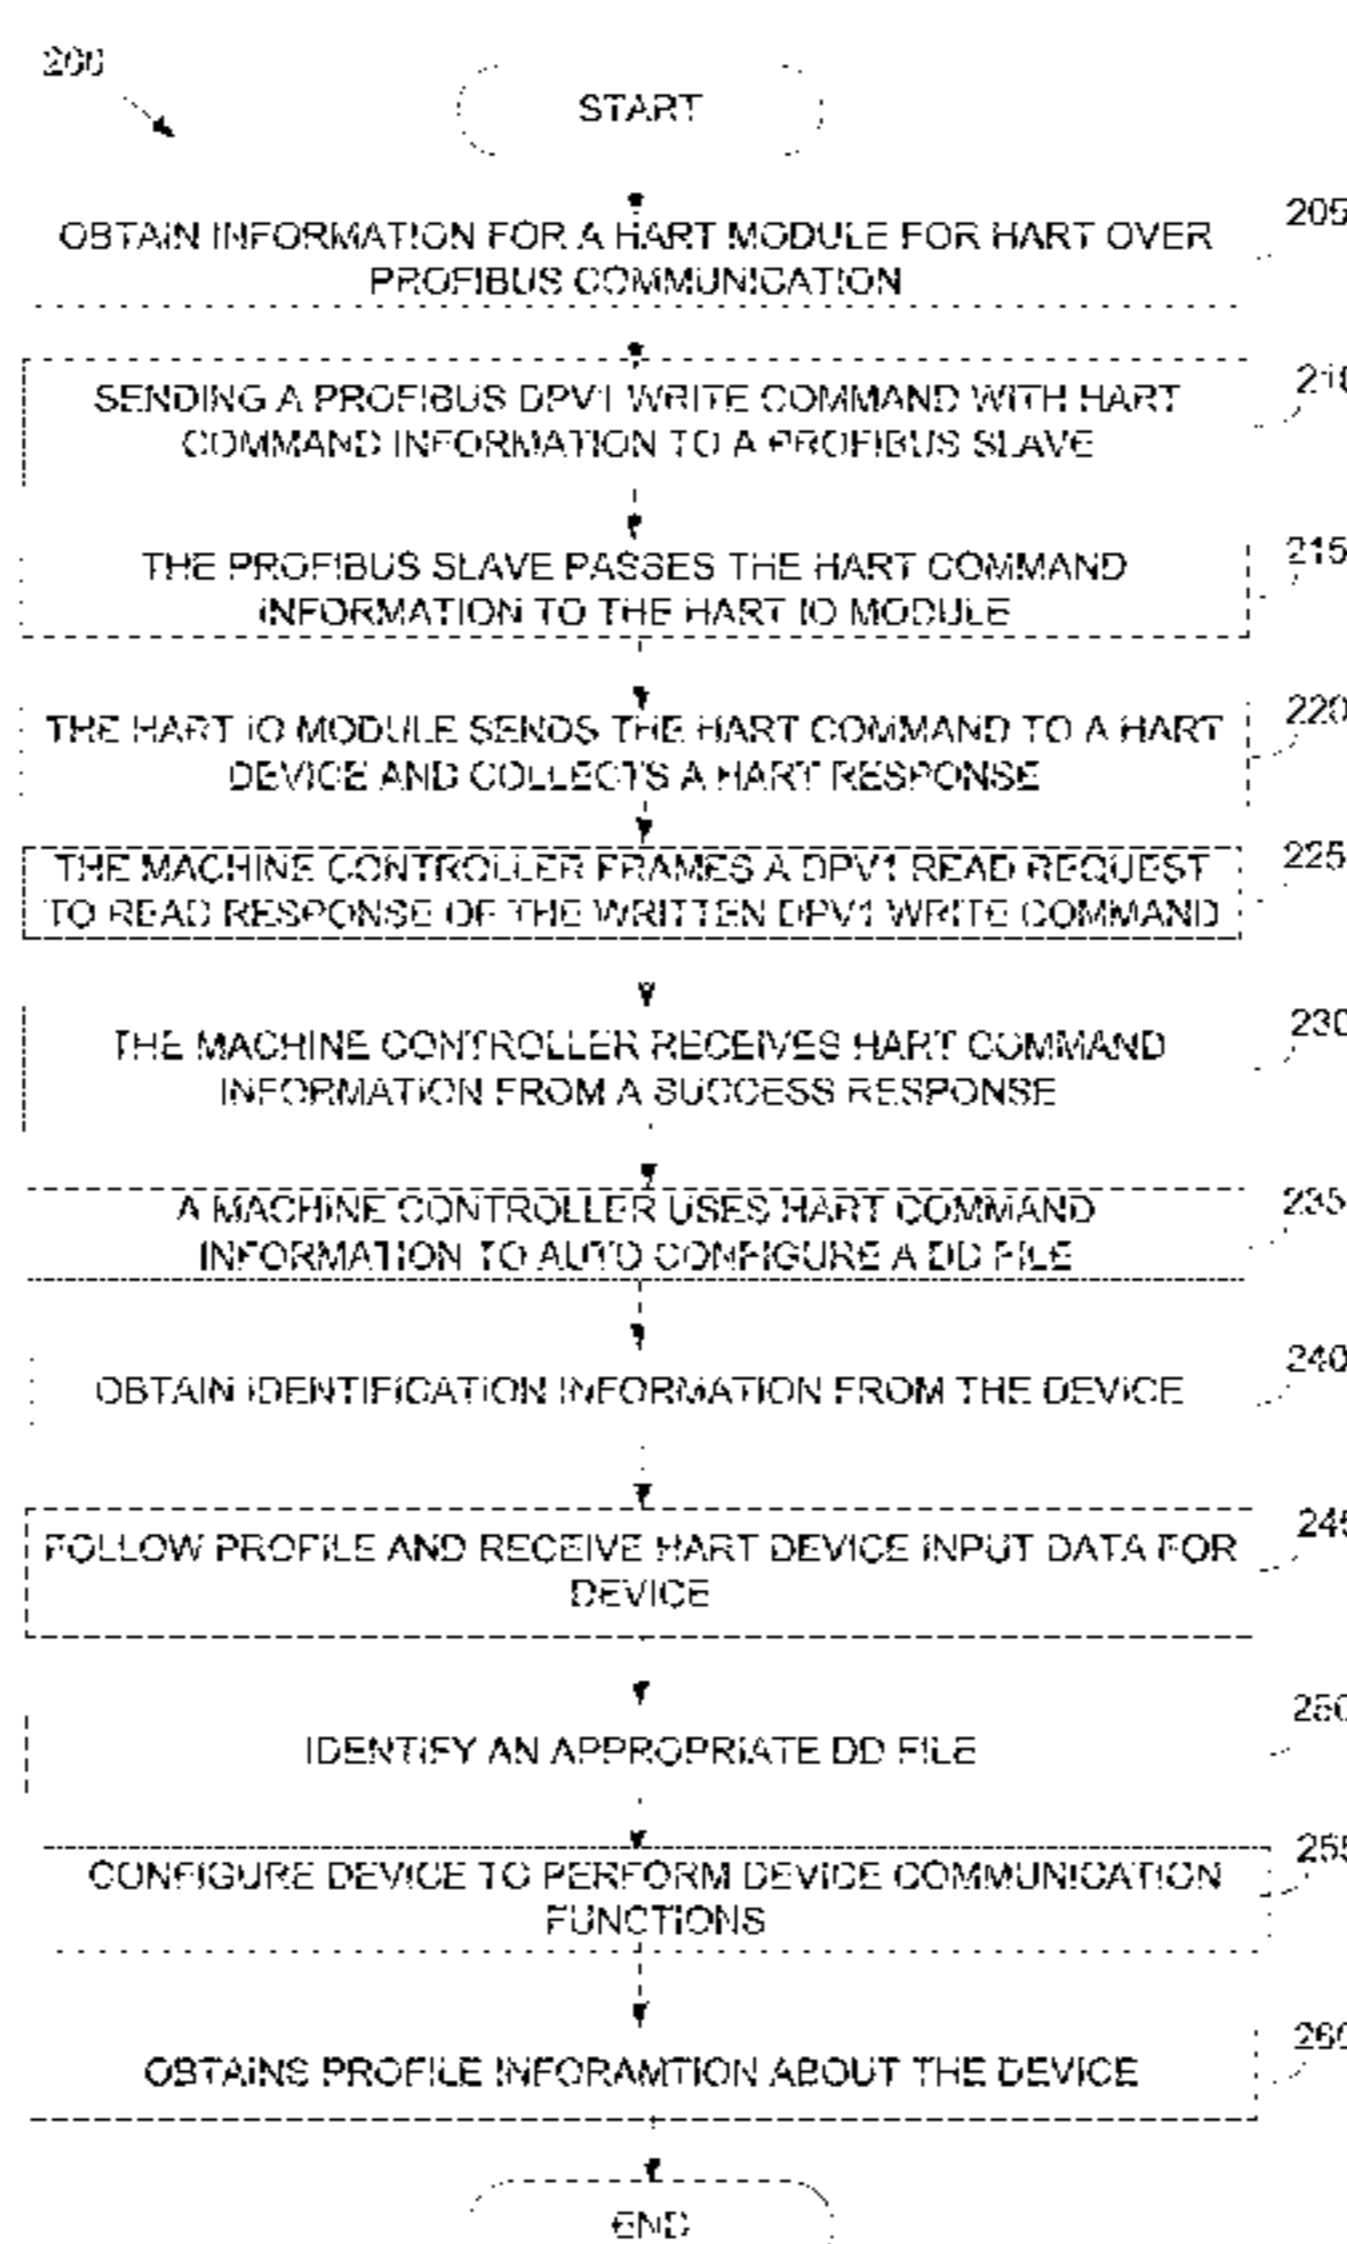 200
START
OBTAIN INFORMATION FOR A HART MODULE FOR HART OVER
PROFIBUS COMMUNICATION
205
SENDING A PROFIBUS DPV1 WRITE COMMAND WITH HART
COMMAND INFORMATION TO A PROFIBUS SLAVE
210
THE PROFIBUS SLAVE PASSES THE HART COMMAND
INFORMATION TO THE HART IO MODULE
215
THE HART IO MODULE SENDS THE HART COMMAND TO A HART
DEVICE AND COLLECTS A HART RESPONSE
220
THE MACHINE CONTROLLER FRAMES A DPV1 READ REQUEST
TO READ RESPONSE OF THE WRITTEN DPV1 WRITE COMMAND
225
THE MACHINE CONTROLLER RECEIVES HART COMMAND
INFORMATION FROM A SUCCESS RESPONSE
230
A MACHINE CONTROLLER USES HART COMMAND
INFORMATION TO AUTO CONFIGURE A DD FILE
235
OBTAIN IDENTIFICATION INFORMATION FROM THE DEVICE
240
FOLLOW PROFILE AND RECEIVE HART DEVICE INPUT DATA FOR
DEVICE
245
IDENTIFY AN APPROPRIATE DD FILE
250
CONFIGURE DEVICE TO PERFORM DEVICE COMMUNICATION
FUNCTIONS
255
OBTAINS PROFILE INFORAMTION ABOUT THE DEVICE
260
END